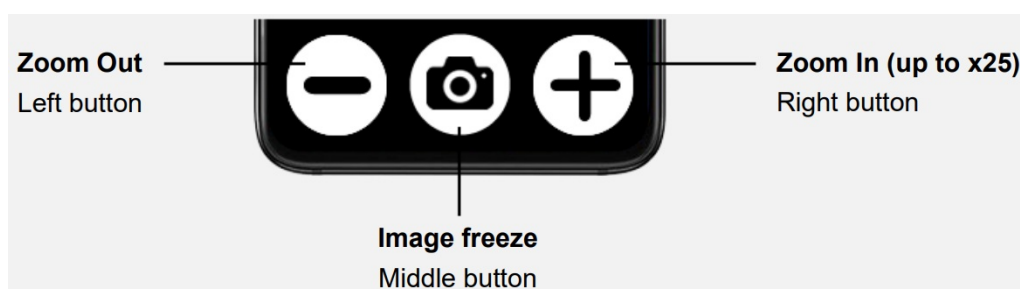 Zoom Out
Left button
Zoom In (up to x25)
Right button
Image freeze
Middle button